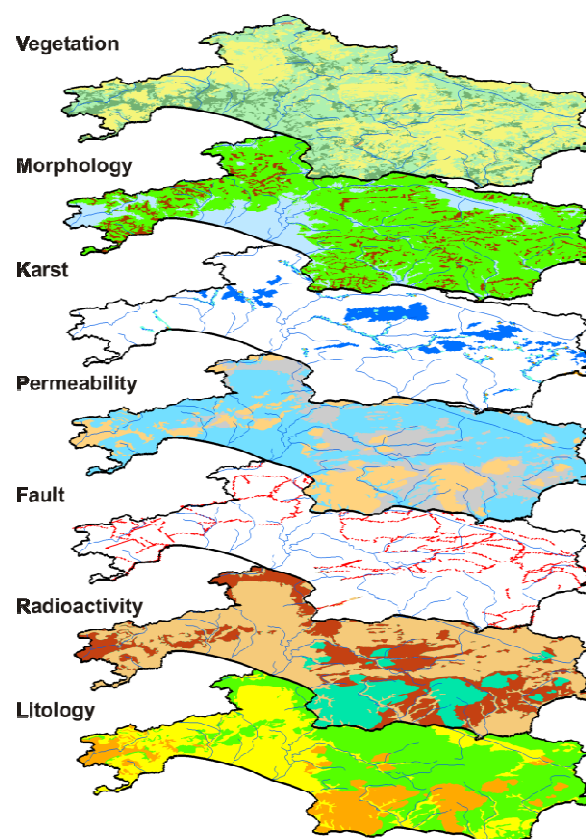 Vegetation
Morphology
Karst
Permeability
Fault
Radioactivity
Litology